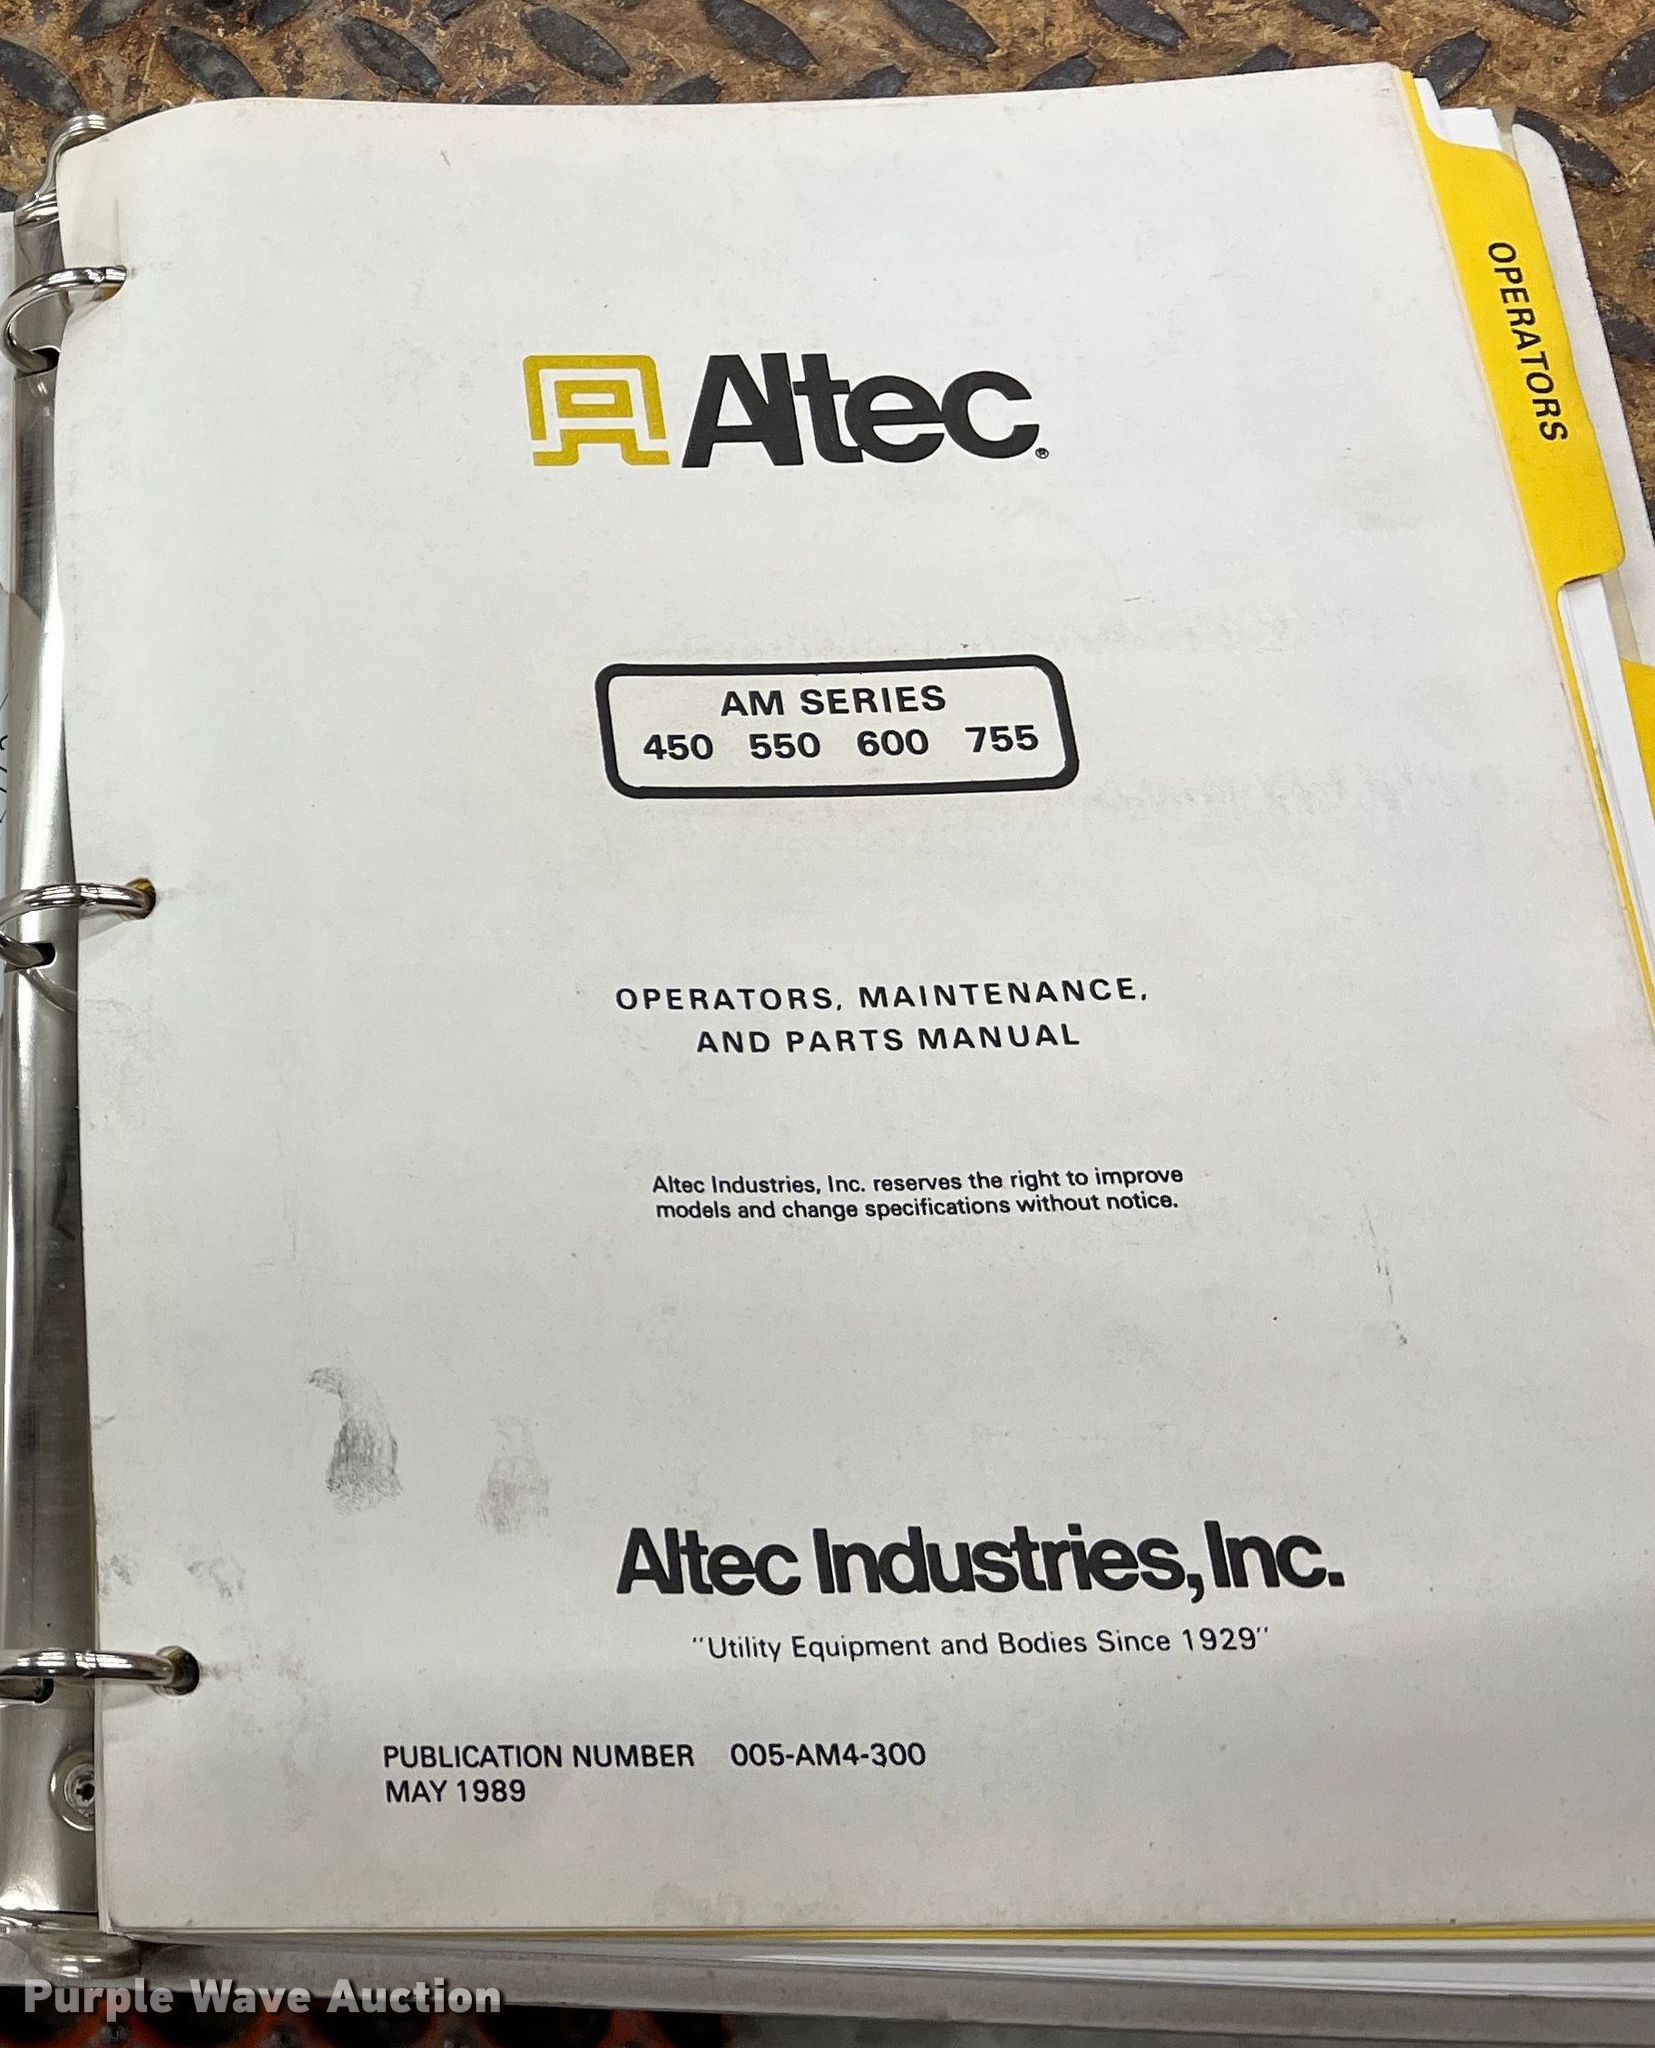 OPERATORS
Altec®
AM SERIES
450 550 600 755
OPERATORS, MAINTENANCE,
AND PARTS MANUAL
Altec Industries, Inc. reserves the right to improve
models and change specifications without notice.
Altec Industries, Inc.
"Utility Equipment and Bodies Since 1929"
PUBLICATION NUMBER 005-AM4-300
MAY 1989
Purple Wave Auction